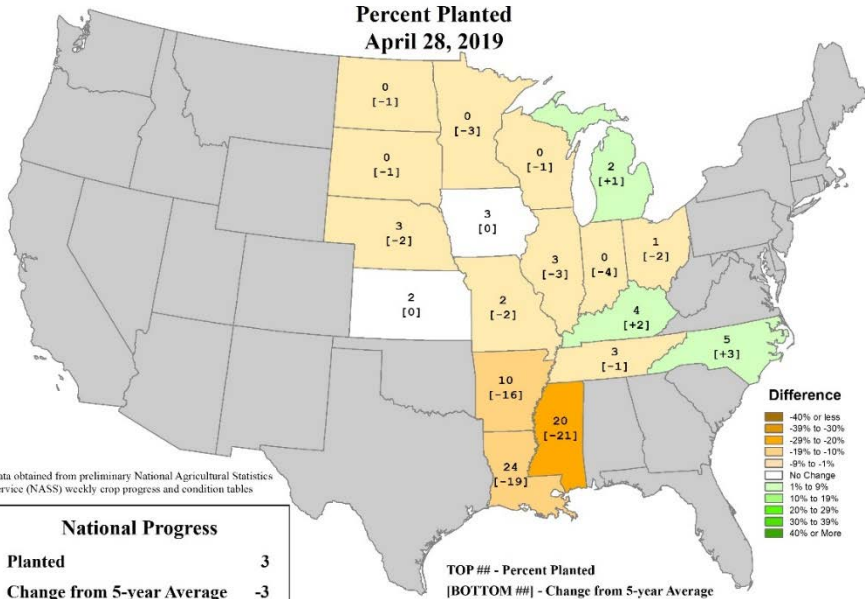 Percent Planted
April 28, 2019
0
[-1]
0
[-3]
0
[-1]
0
[-1]
2
[+1]
3
[-2]
3
[0]
3
[-3]
0
[-4]
1
[-2]
2
[0]
2
[-2]
4
[+2]
5
[+3]
3
[-1]
10
[-16]
20
[-21]
24
[-19]
Difference
-40% or less
-39% to -30%
-29% to -20%
-19% to -10%
-9% to -1%
No Change
1% to 9%
10% to 19%
20% to 29%
30% to 39%
40% or More
ata obtained from preliminary National Agricultural Statistics
ervice (NASS) weekly crop progress and condition tables
National Progress
Planted 3
Change from 5-year Average -3
TOP ## - Percent Planted
[BOTTOM ##] - Change from 5-year Average